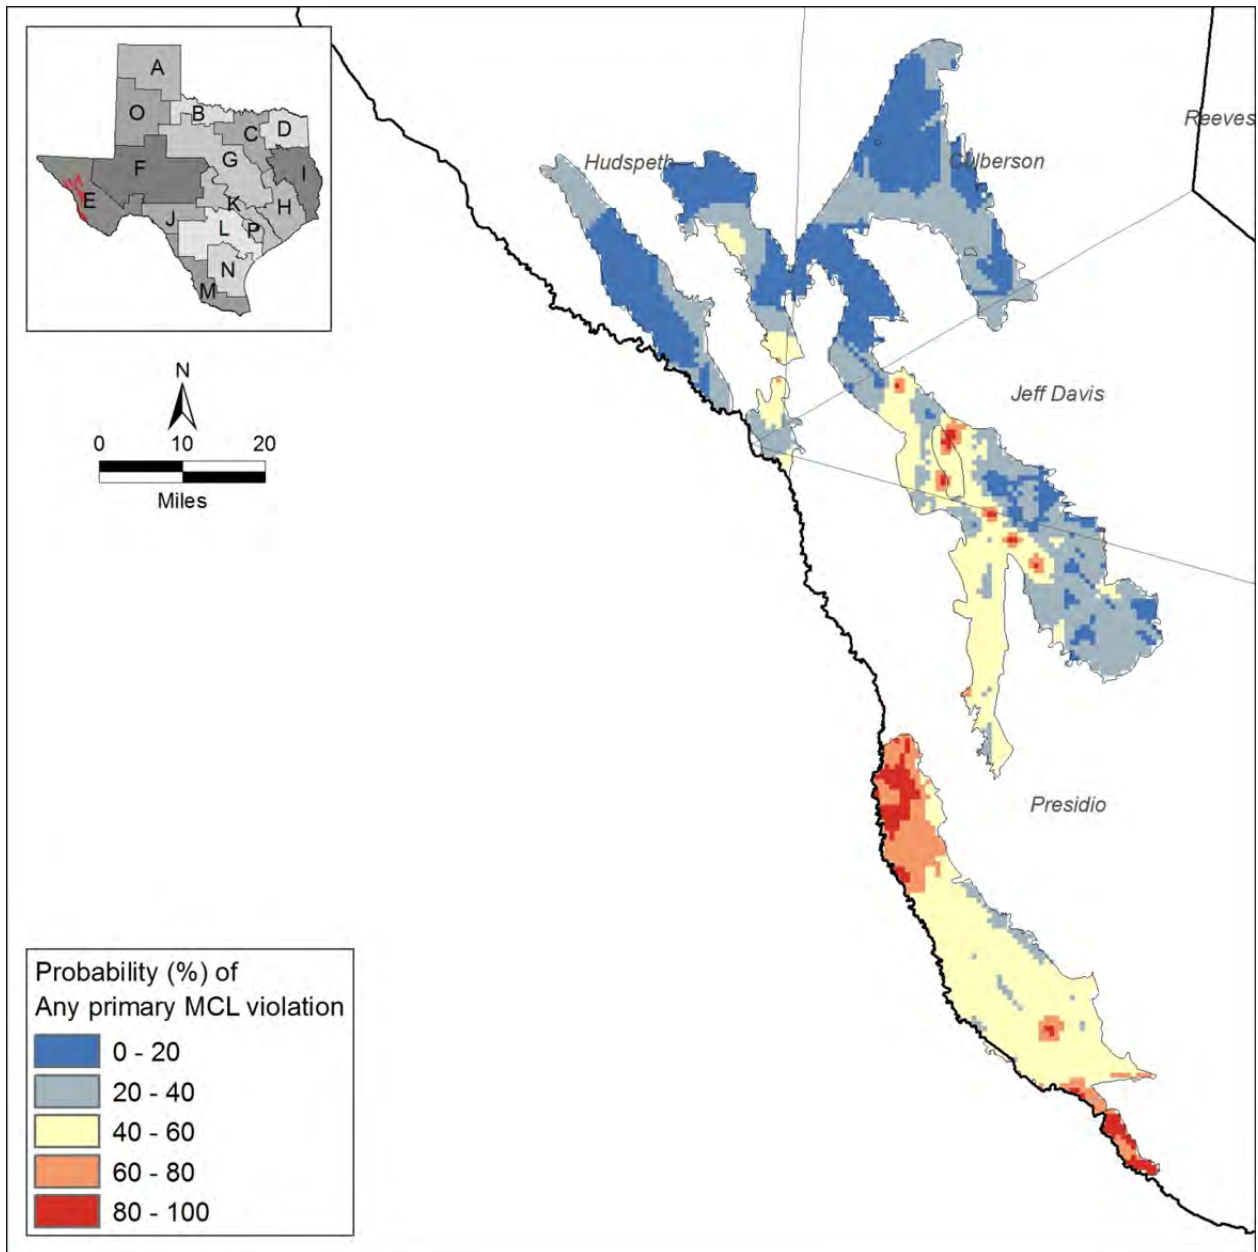 A
O
B
C
D
F
G
I
E
K
H
J
L
P
N
M
Hudspeth
Culberson
Reeves
Jeff Davis
Presidio
N
0 10 20
Miles
Probability (%) of
Any primary MCL violation
0 - 20
20 - 40
40 - 60
60 - 80
80 - 100